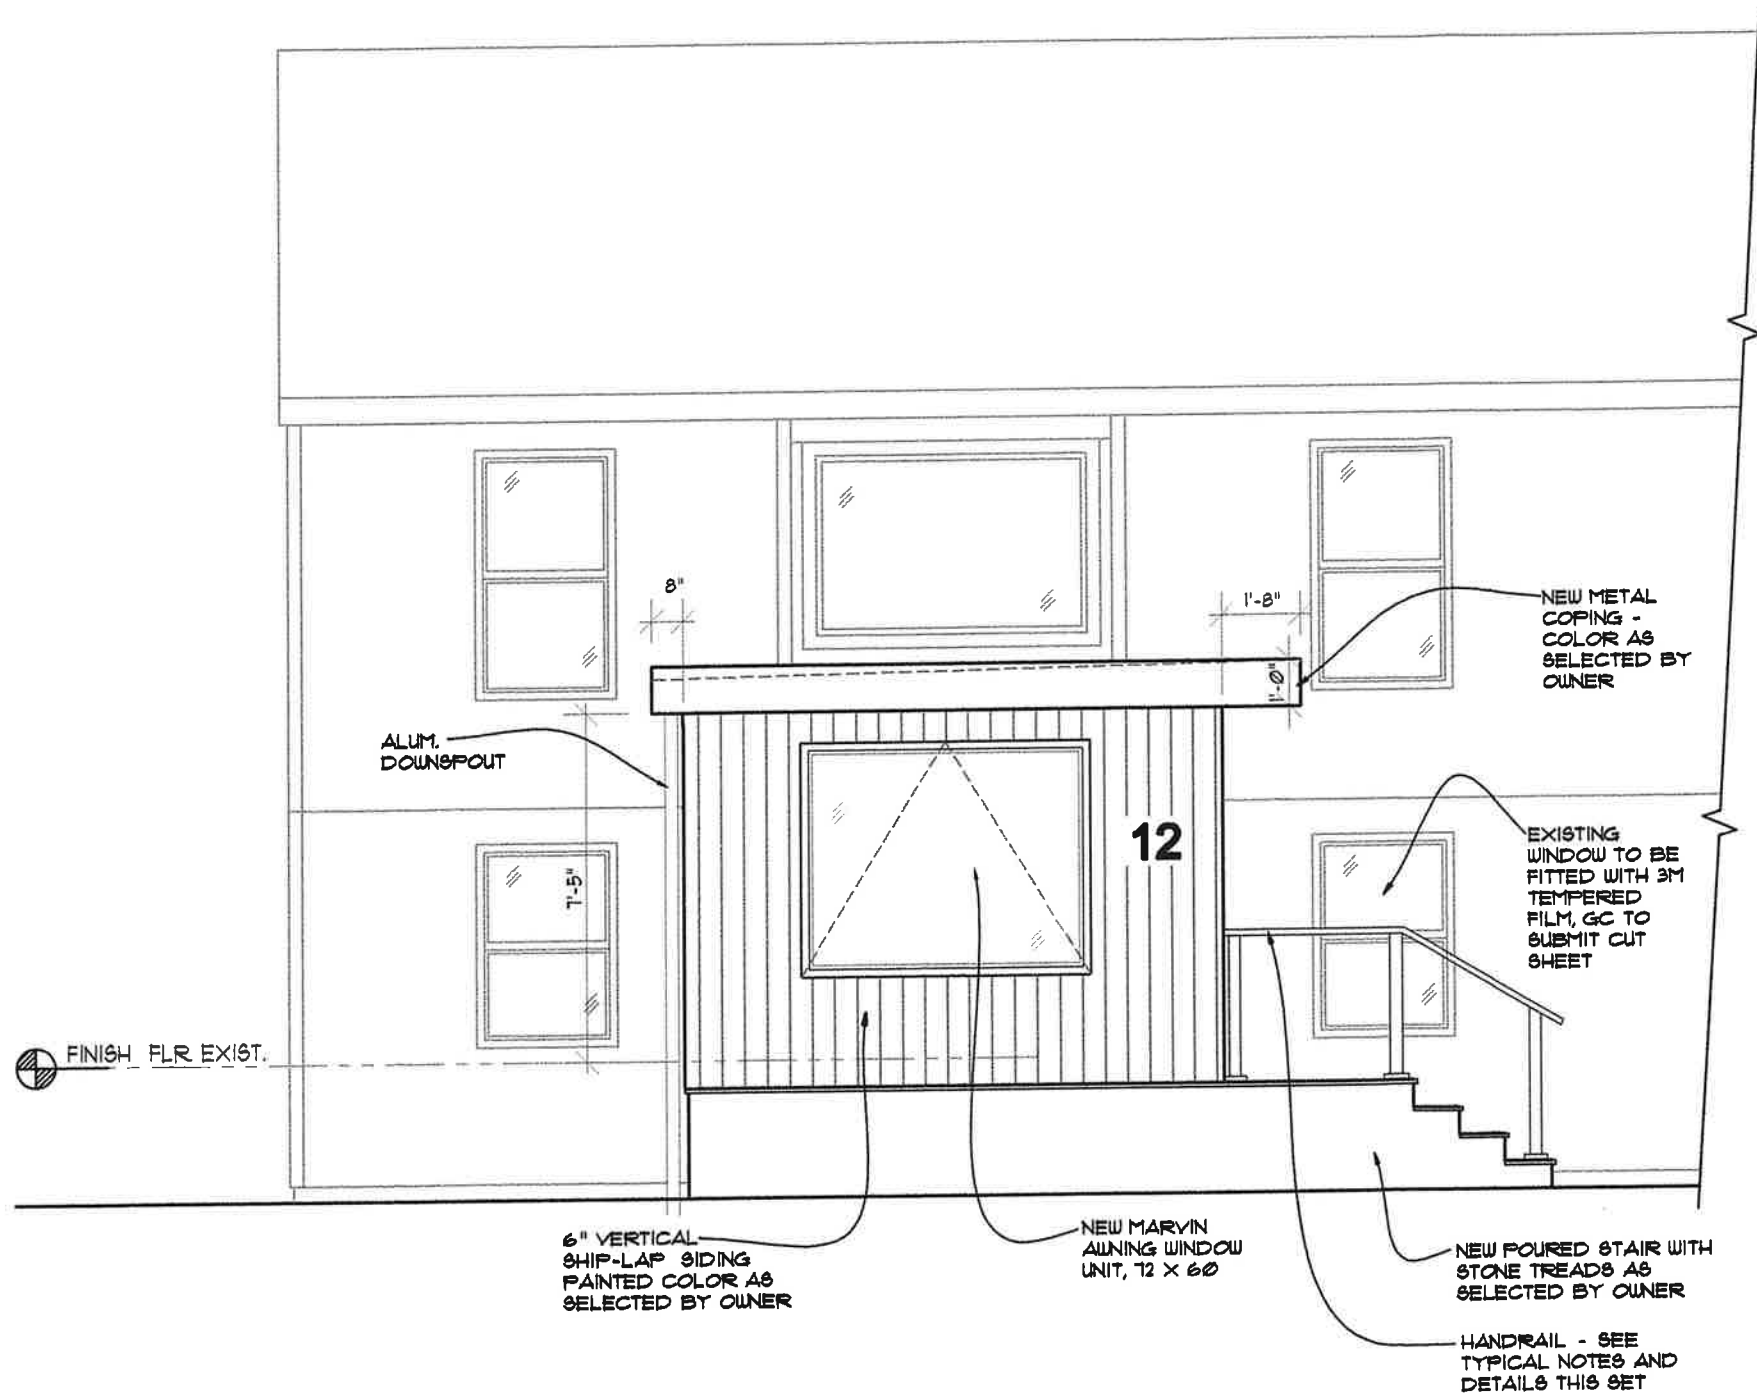 8"
1'-8"
NEW METAL
COPING -
COLOR AS
SELECTED BY
OWNER
1'-0"
ALUM.
DOWNSPOUT
12
EXISTING
WINDOW TO BE
FITTED WITH 3M
TEMPERED
FILM, GC TO
SUBMIT CUT
SHEET
7'-5"
FINISH FLR EXIST.
6" VERTICAL
SHIP-LAP SIDING
PAINTED COLOR AS
SELECTED BY OWNER
NEW MARVIN
AWNING WINDOW
UNIT, 72 X 60
NEW POURED STAIR WITH
STONE TREADS AS
SELECTED BY OWNER
HANDRAIL - SEE
TYPICAL NOTES AND
DETAILS THIS SET